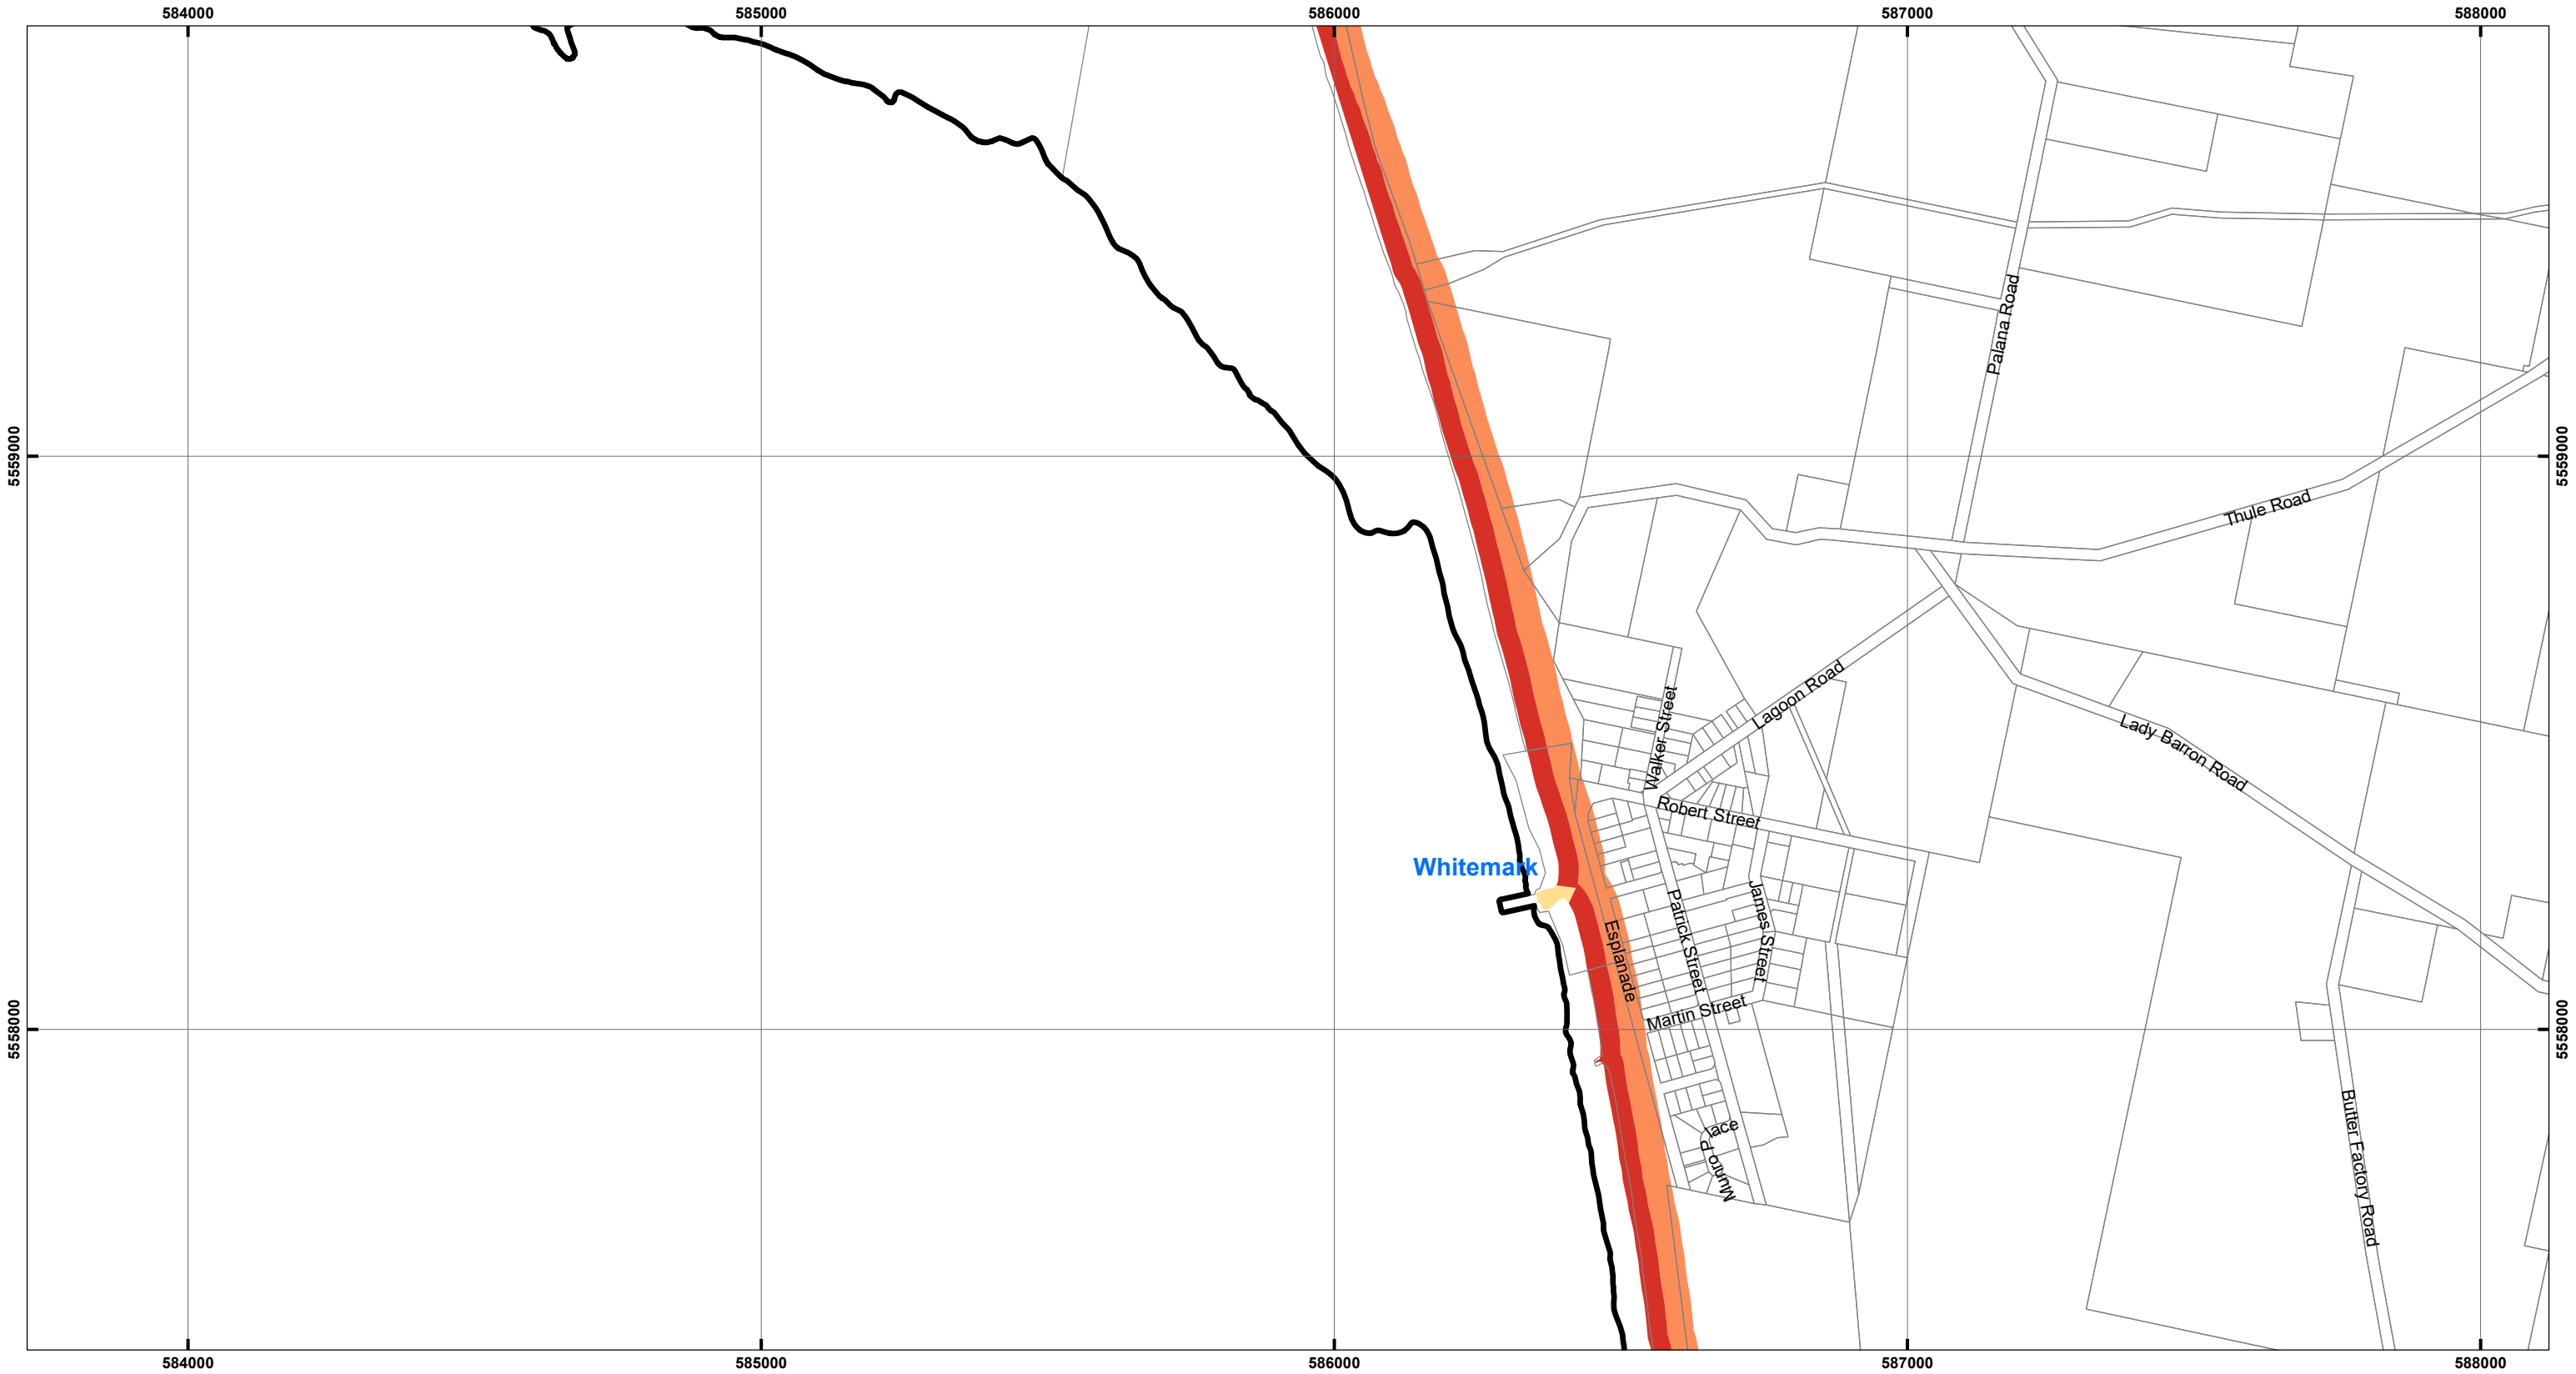 584000 585000 586000 587000 588000
Palana Road
5559000
5559000
Thule Road
Lagoon Road
Walker Street
Lady Barron Road
Robert Street
Whitemark
Esplanade
Patrick Street
James Street
Martin Street
5558000
5558000
Munro Place
Butter Factory Road
584000 585000 586000 587000 588000